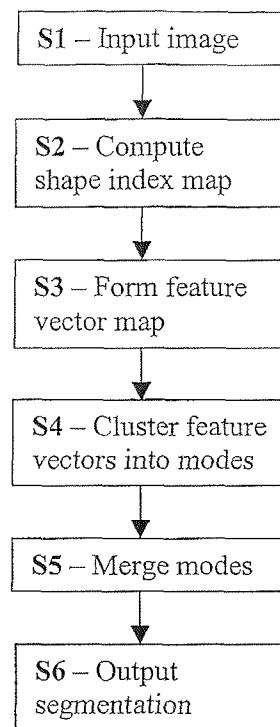 S1 – Input image
S2 – Compute
shape index map
S3 – Form feature
vector map
S4 – Cluster feature
vectors into modes
S5 – Merge modes
S6 – Output
segmentation